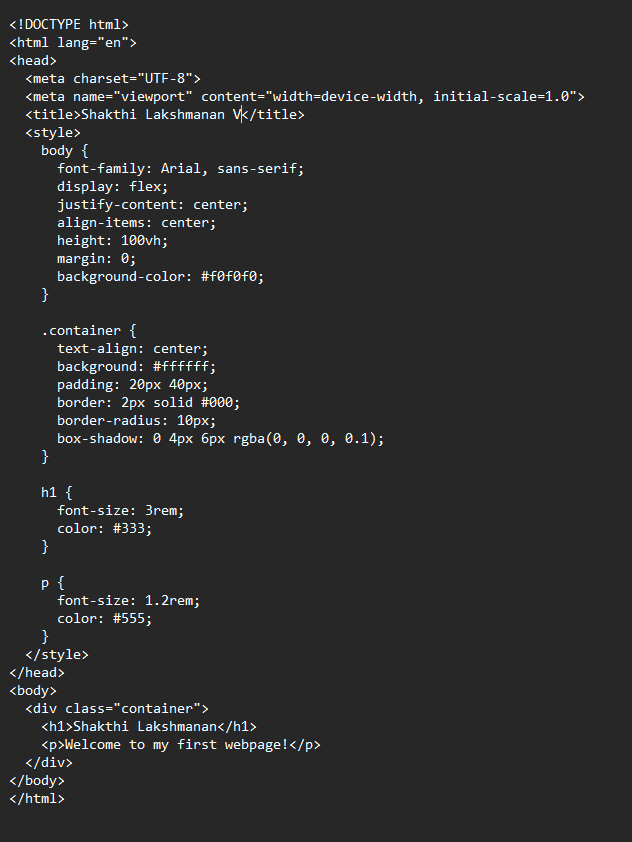 <!DOCTYPE html>
<html lang="en">
<head>
  <meta charset="UTF-8">
  <meta name="viewport" content="width=device-width, initial-scale=1.0">
  <title>Shakthi Lakshmanan V</title>
  <style>
    body {
      font-family: Arial, sans-serif;
      display: flex;
      justify-content: center;
      align-items: center;
      height: 100vh;
      margin: 0;
      background-color: #f0f0f0;
    }

    .container {
      text-align: center;
      background: #ffffff;
      padding: 20px 40px;
      border: 2px solid #000;
      border-radius: 10px;
      box-shadow: 0 4px 6px rgba(0, 0, 0, 0.1);
    }

    h1 {
      font-size: 3rem;
      color: #333;
    }

    p {
      font-size: 1.2rem;
      color: #555;
    }
  </style>
</head>
<body>
  <div class="container">
    <h1>Shakthi Lakshmanan</h1>
    <p>Welcome to my first webpage!</p>
  </div>
</body>
</html>